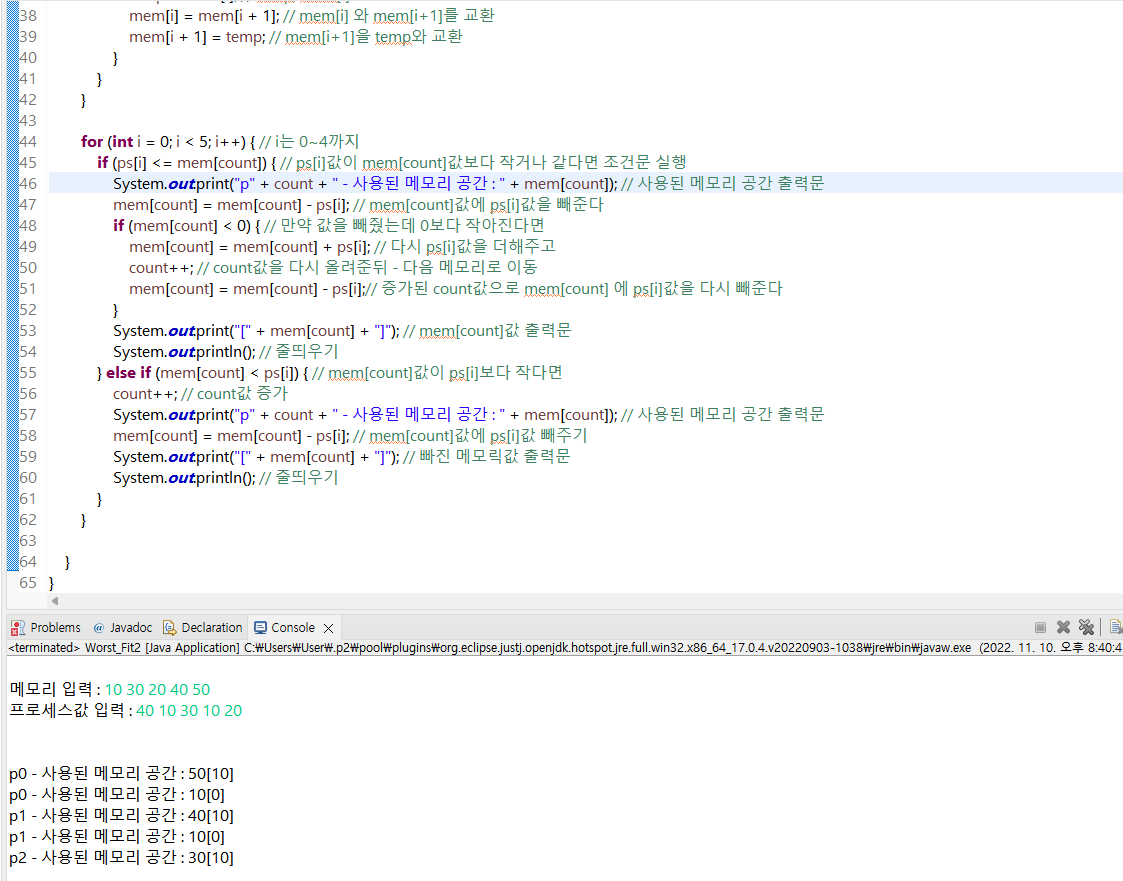 38 mem[i] = mem[i + 1]; // mem[i] 와 mem[i+1]를 교환
39 mem[i + 1] = temp; // mem[i+1]을 temp와 교환
40 }
41 }
42 }
43
44 for (int i = 0; i < 5; i++) { // i는 0~4까지
45 if (ps[i] <= mem[count]) { // ps[i]값이 mem[count]값보다 작거나 같다면 조건문 실행
46 System.out.print("p" + count + " - 사용된 메모리 공간 : " + mem[count]); // 사용된 메모리 공간 출력문
47 mem[count] = mem[count] - ps[i]; // mem[count]값에 ps[i]값을 빼준다
48 if (mem[count] < 0) { // 만약 값을 빼줬는데 0보다 작아진다면
49 mem[count] = mem[count] + ps[i]; // 다시 ps[i]값을 더해주고
50 count++; // count값을 다시 올려준뒤 - 다음 메모리로 이동
51 mem[count] = mem[count] - ps[i];// 증가된 count값으로 mem[count] 에 ps[i]값을 다시 빼준다
52 }
53 System.out.print("[" + mem[count] + "]"); // mem[count]값 출력문
54 System.out.println(); // 줄띄우기
55 } else if (mem[count] < ps[i]) { // mem[count]값이 ps[i]보다 작다면
56 count++; // count값 증가
57 System.out.print("p" + count + " - 사용된 메모리 공간 : " + mem[count]); // 사용된 메모리 공간 출력문
58 mem[count] = mem[count] - ps[i]; // mem[count]값에 ps[i]값 빼주기
59 System.out.print("[" + mem[count] + "]"); // 빠진 메모릭값 출력문
60 System.out.println(); // 줄띄우기
61 }
62 }
63
64 }
65 }
Problems @ Javadoc Declaration Console
<terminated> Worst_Fit2 [Java Application] C:₩Users₩User₩.p2₩pool₩plugins₩org.eclipse.justj.openjdk.hotspot.jre.full.win32.x86_64_17.0.4.v20220903-1038₩jre₩bin₩javaw.exe (2022. 11. 10. 오후 8:40:4
메모리 입력 : 10 30 20 40 50
프로세스값 입력 : 40 10 30 10 20
p0 - 사용된 메모리 공간 : 50[10]
p0 - 사용된 메모리 공간 : 10[0]
p1 - 사용된 메모리 공간 : 40[10]
p1 - 사용된 메모리 공간 : 10[0]
p2 - 사용된 메모리 공간 : 30[10]